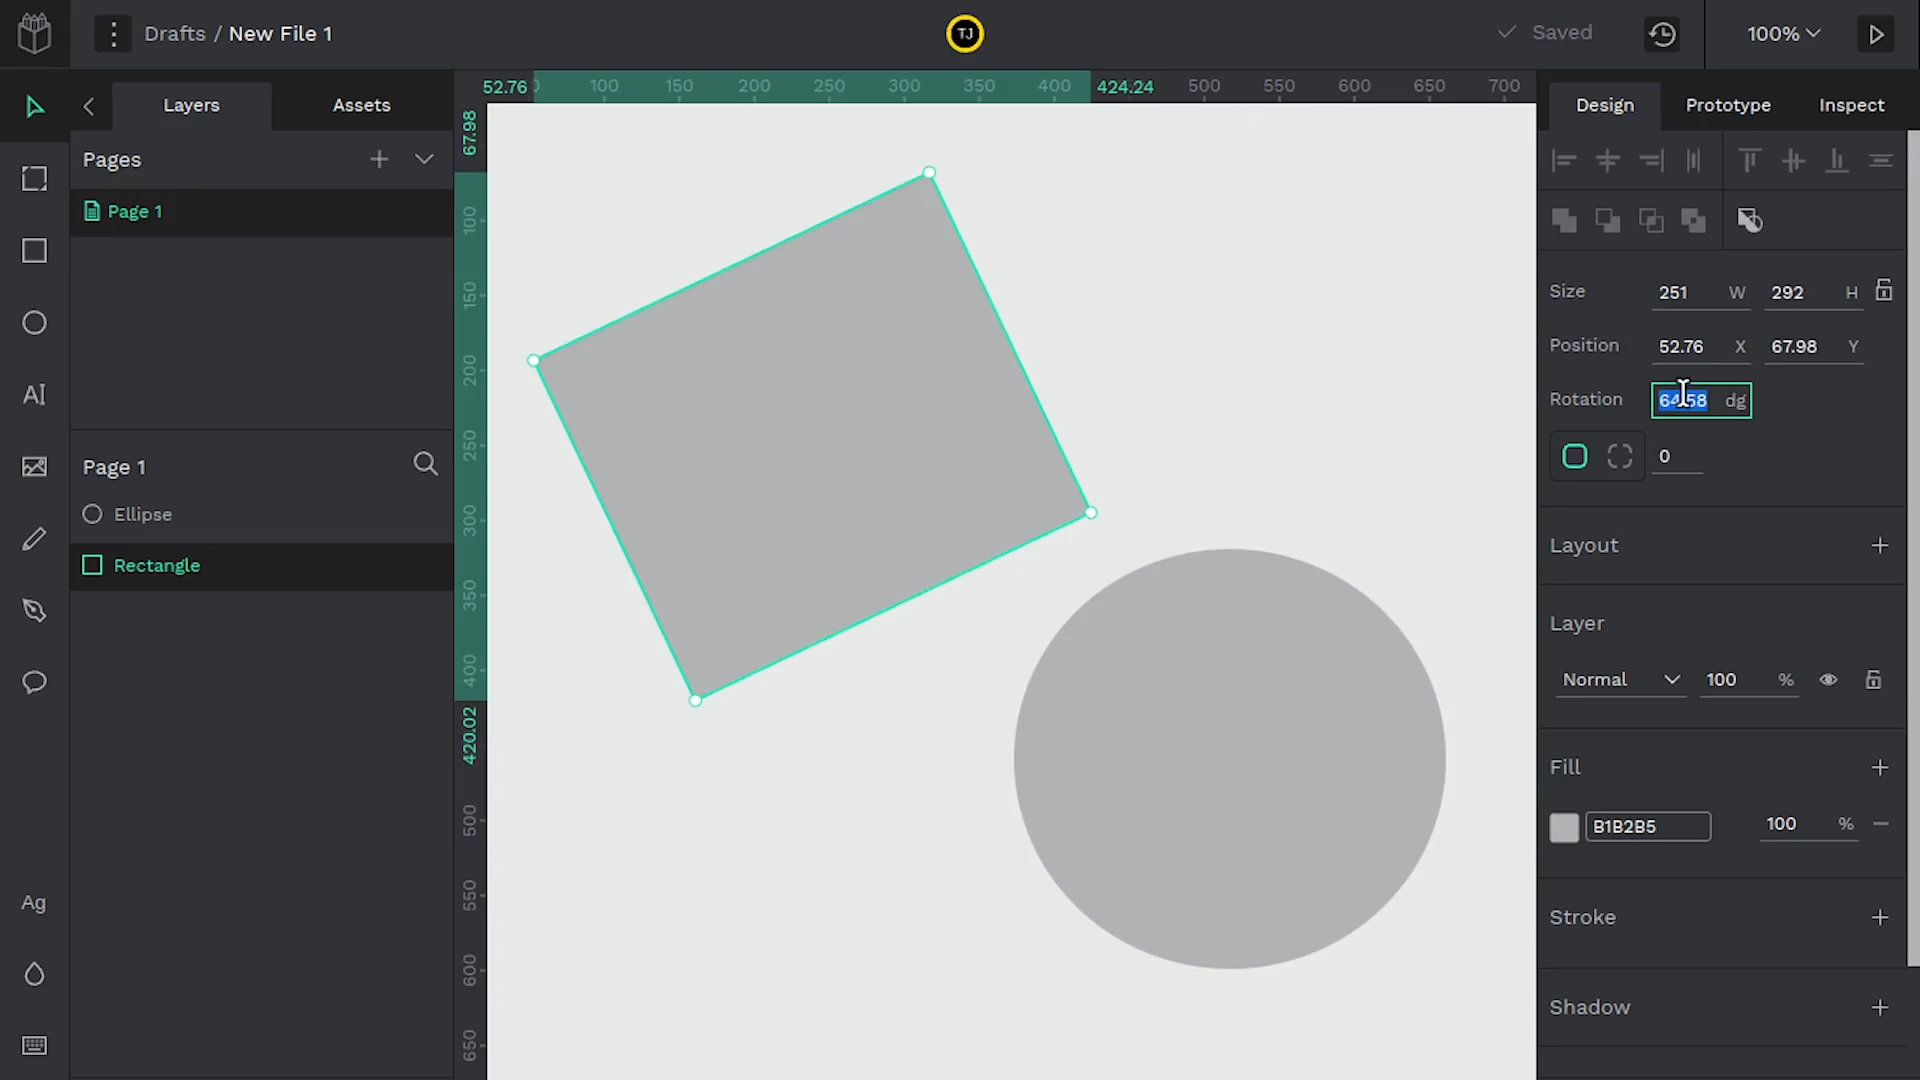 Drafts / New File 1
TJ
Saved
100%
Layers
Assets
Pages
Page 1
Page 1
Ellipse
Rectangle
AI
Ag
52.76
0 100 150 200 250 300 350 400
424.24
500 550 600 650 700
67.98
100
150
200
250
300
350
400
420.02
500
550
600
650
Design
Prototype
Inspect
Size 251 W 292 H
Position 52.76 X 67.98 Y
Rotation 64.58 dg
0
Layout
Layer
Normal 100 %
Fill
B1B2B5 100 %
Stroke
Shadow